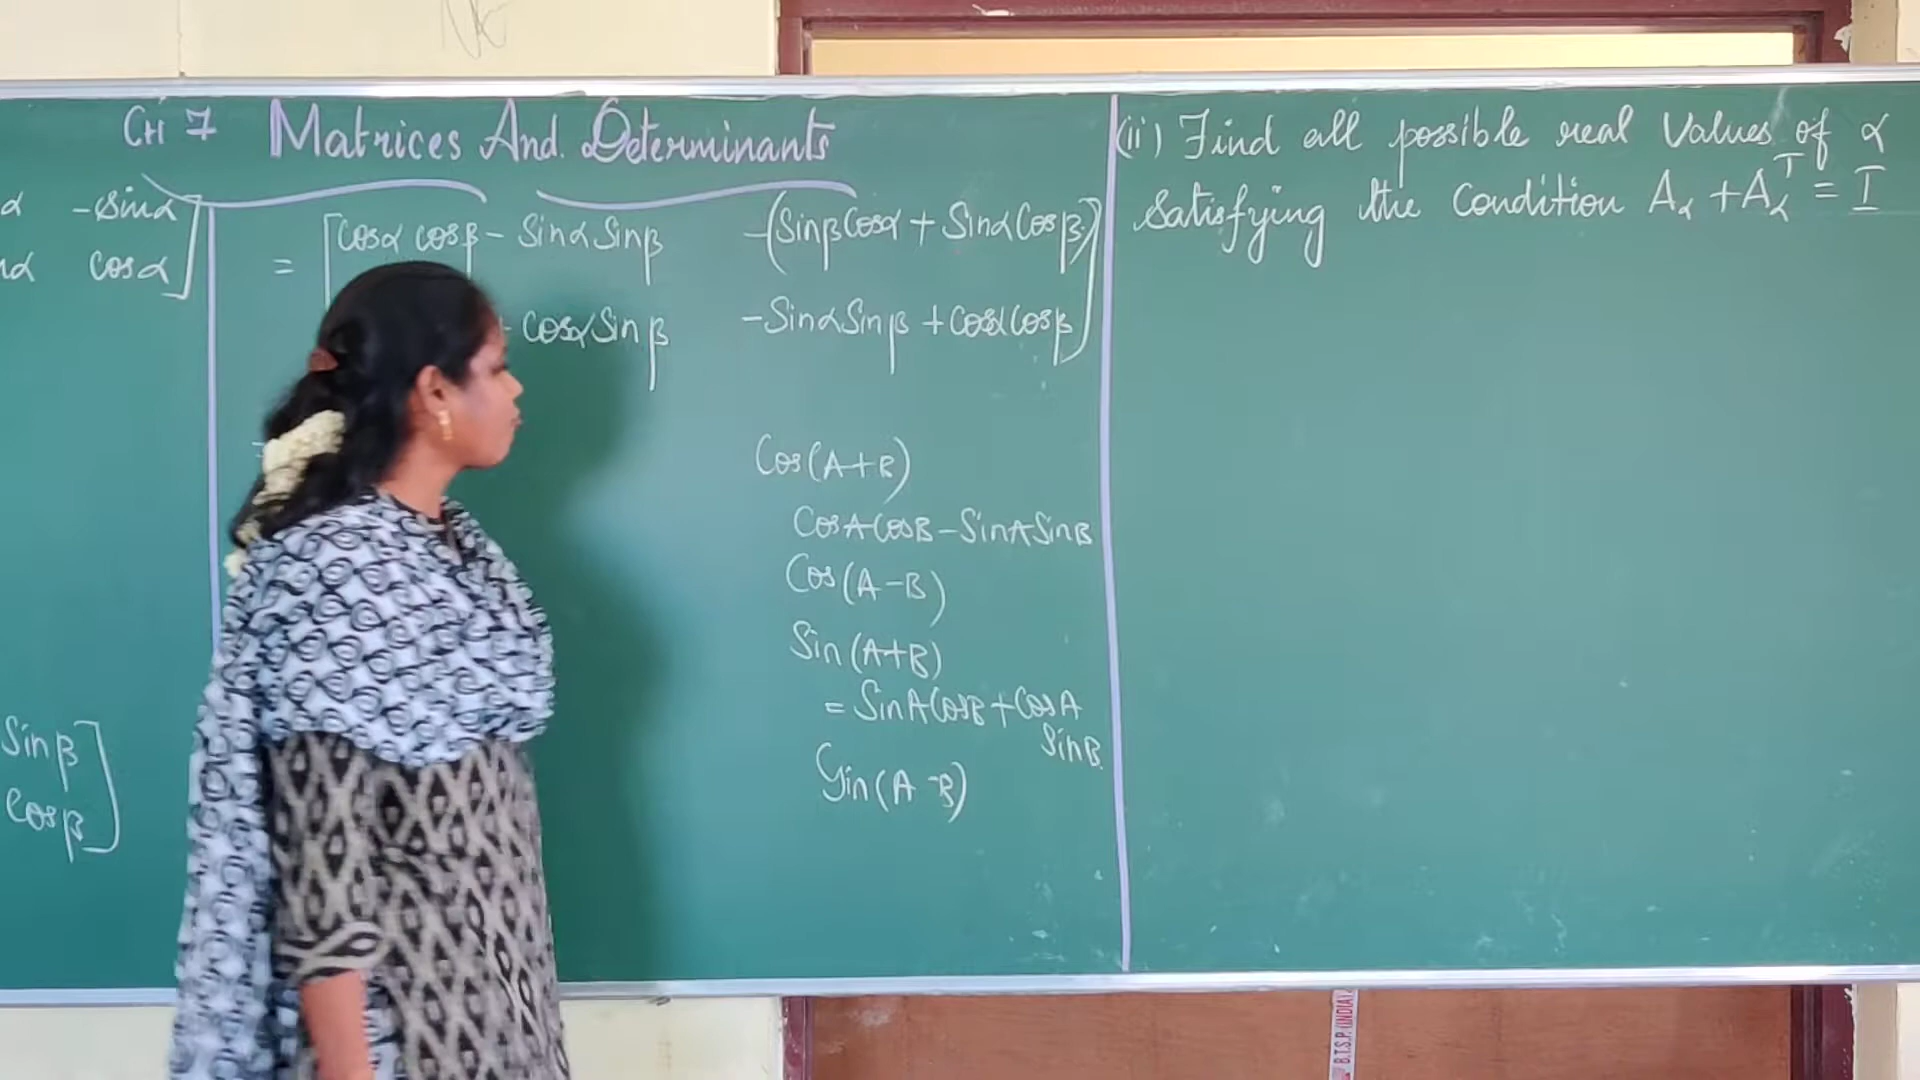 CH 7 Matrices And Determinants
α -sinα
nα cosα
Sinβ
Cosβ
= cosα cosβ - sinα sinβ -(sinβ cosα + sinα cosβ)
cosα sinβ -sinα sinβ + cosα cosβ
Cos(A+B)
CosA CosB - SinA SinB
Cos(A-B)
Sin(A+B)
= SinA CosB + CosA
SinB
Sin(A-B)
(ii) Find all possible real values of α
satisfying the condition Aα + Aα^T = I
B.T.S.P. (INDIA)